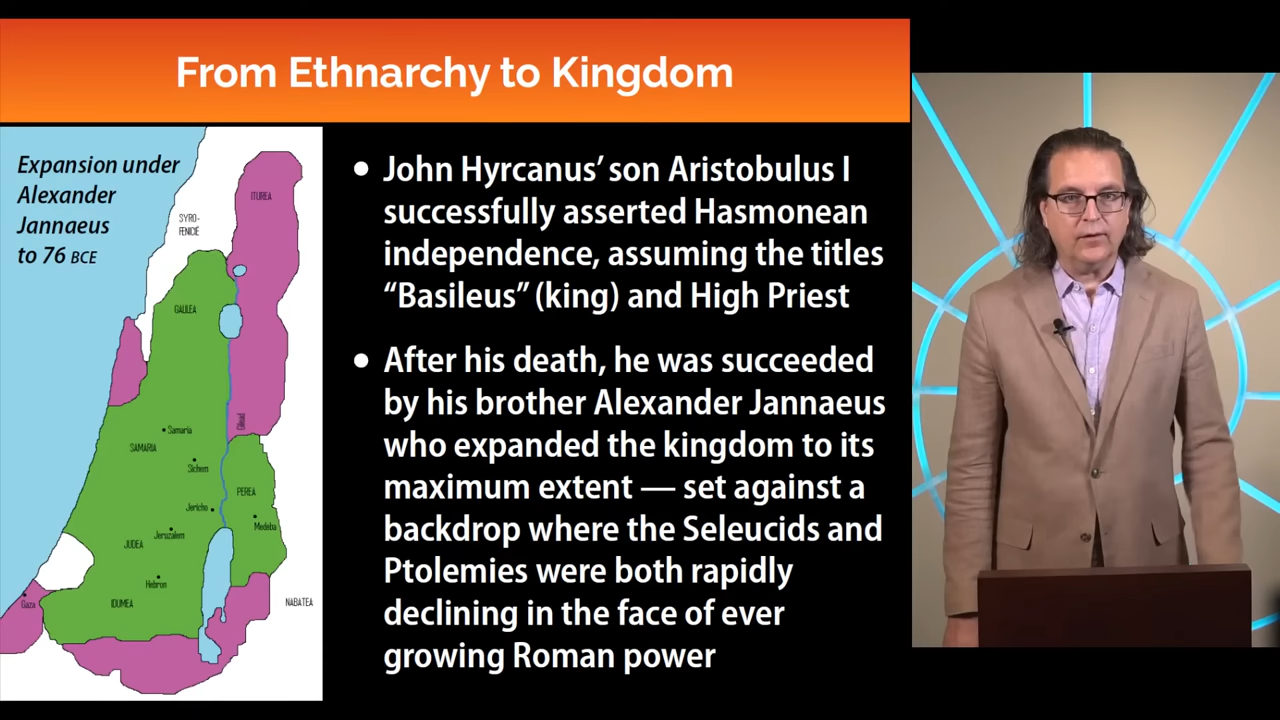 From Ethnarchy to Kingdom
Expansion under
Alexander
Jannaeus
to 76 BCE
ITUREA
SYRO-
FENICIË
GALILEA
Gilead
Samaria
SAMARIA
Sichem
PEREA
Jericho
Medeba
Jeruzalem
JUDEA
Hebron
IDUMEA
Gaza
NABATEA
• John Hyrcanus’ son Aristobulus I
successfully asserted Hasmonean
independence, assuming the titles
“Basileus” (king) and High Priest
• After his death, he was succeeded
by his brother Alexander Jannaeus
who expanded the kingdom to its
maximum extent — set against a
backdrop where the Seleucids and
Ptolemies were both rapidly
declining in the face of ever
growing Roman power